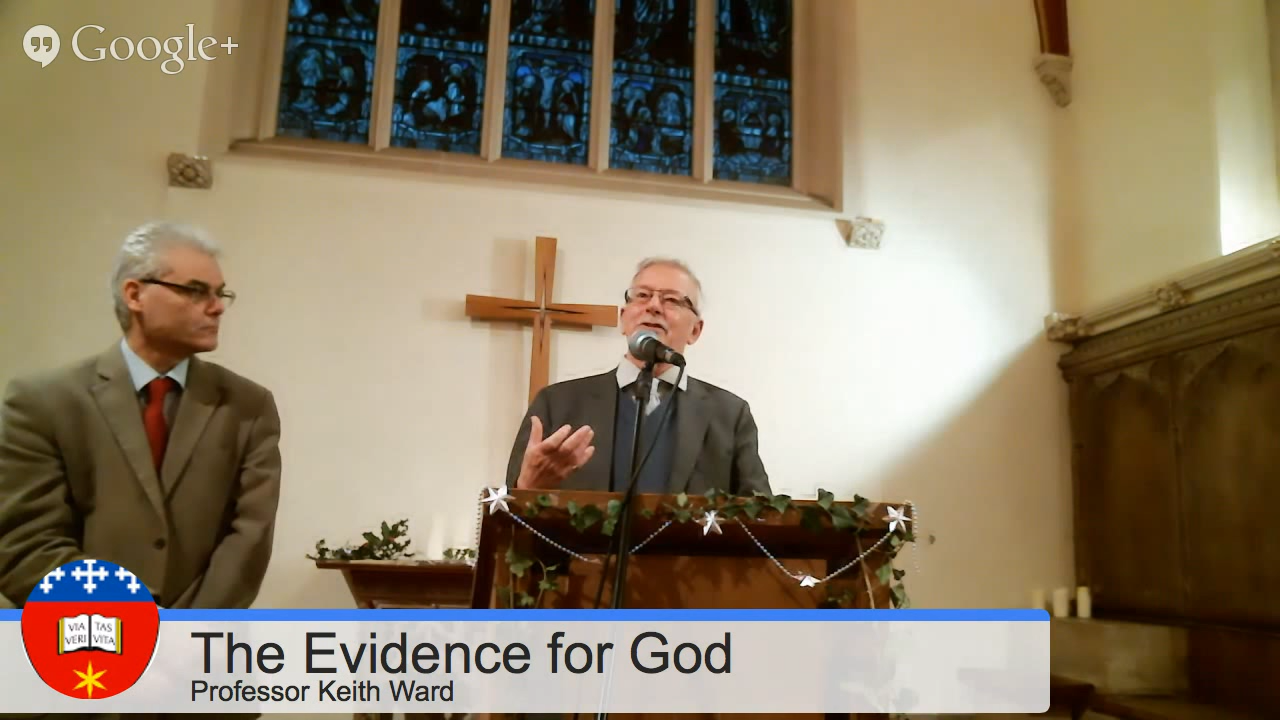 Google+
The Evidence for God
Professor Keith Ward
VIA TAS
VERI VITA